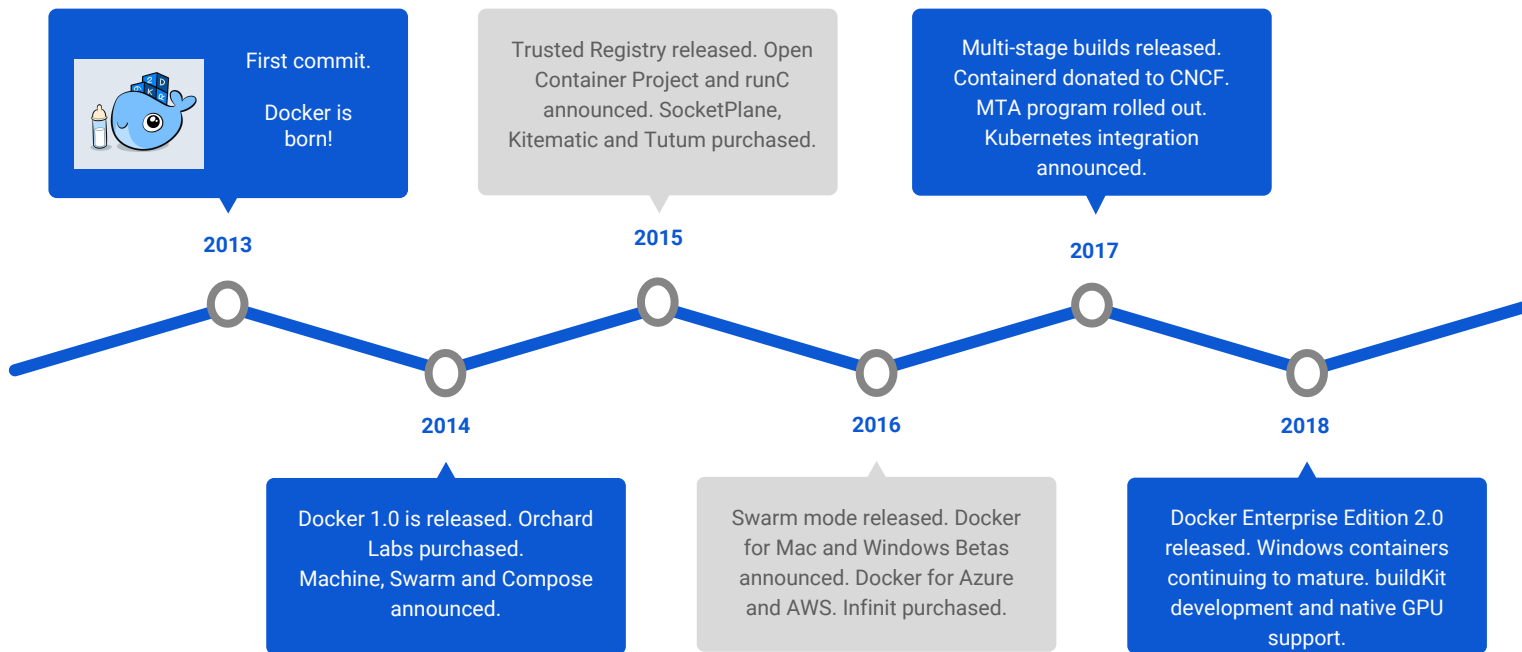 First commit.
Docker is
born!
2013
Docker 1.0 is released. Orchard
Labs purchased.
Machine, Swarm and Compose
announced.
2014
Trusted Registry released. Open
Container Project and runC
announced. SocketPlane,
Kitematic and Tutum purchased.
2015
Swarm mode released. Docker
for Mac and Windows Betas
announced. Docker for Azure
and AWS. Infinit purchased.
2016
Multi-stage builds released.
Containerd donated to CNCF.
MTA program rolled out.
Kubernetes integration
announced.
2017
Docker Enterprise Edition 2.0
released. Windows containers
continuing to mature. buildKit
development and native GPU
support.
2018